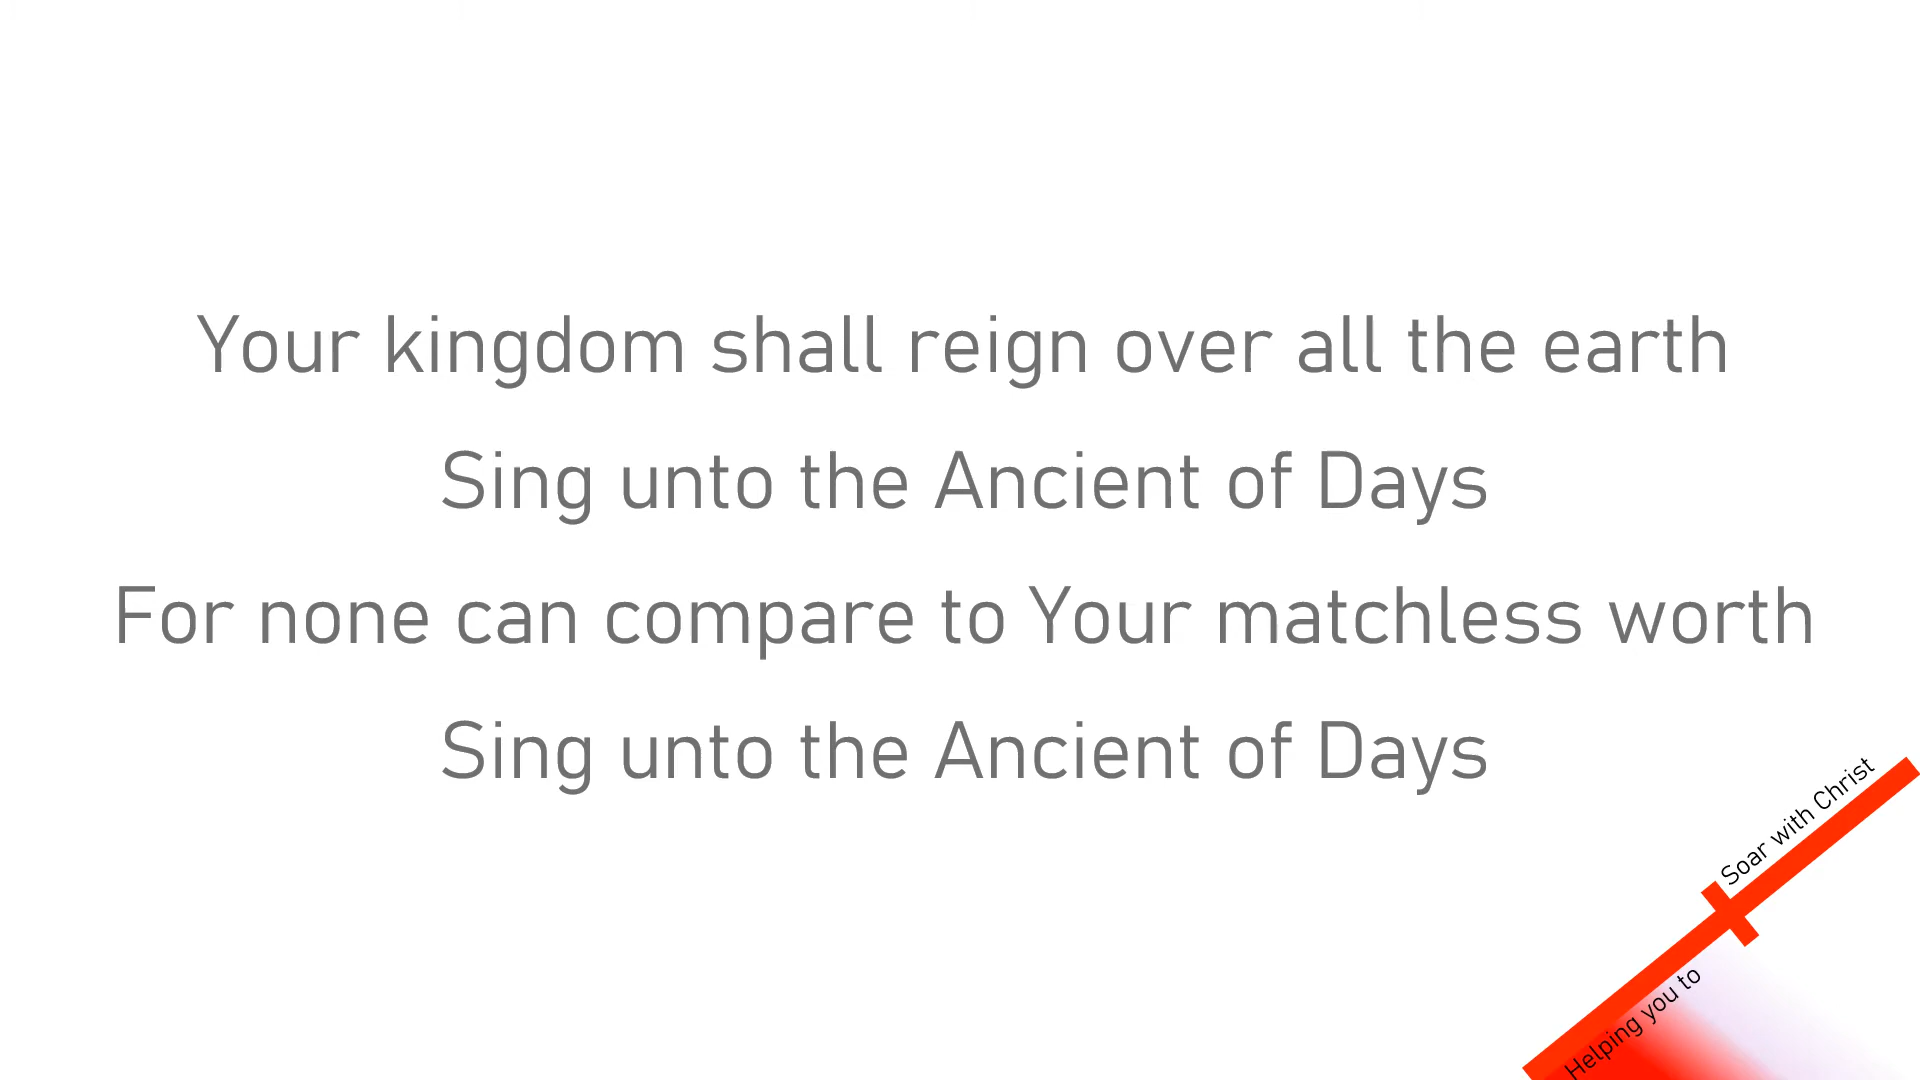 Your kingdom shall reign over all the earth
Sing unto the Ancient of Days
For none can compare to Your matchless worth
Sing unto the Ancient of Days
Helping you to
Soar with Christ